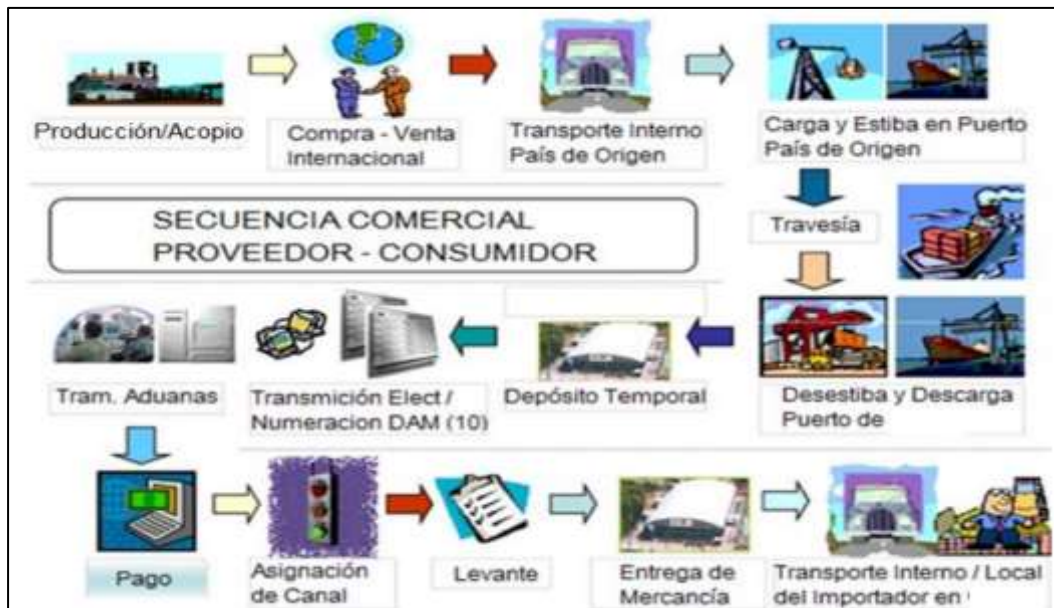 Producción/Acopio
Compra - Venta
Internacional
Transporte Interno
País de Origen
Carga y Estiba en Puerto
País de Origen
SECUENCIA COMERCIAL
PROVEEDOR - CONSUMIDOR
Travesía
Tram. Aduanas
Transmición Elect /
Numeracion DAM (10)
Depósito Temporal
Desestiba y Descarga
Puerto de
Pago
Asignación
de Canal
Levante
Entrega de
Mercancía
Transporte Interno / Local
del Importador en